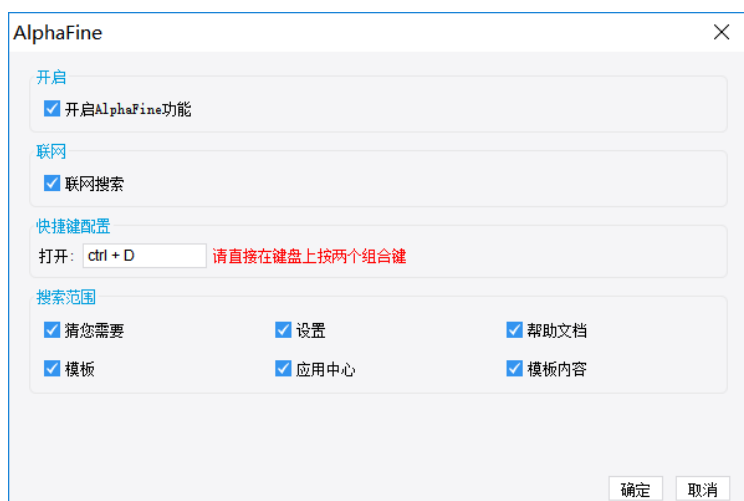 AlphaFine
开启
开启AlphaFine功能
联网
联网搜索
快捷键配置
打开: ctrl + D 请直接在键盘上按两个组合键
搜索范围
猜您需要 设置 帮助文档
模板 应用中心 模板内容
确定 取消